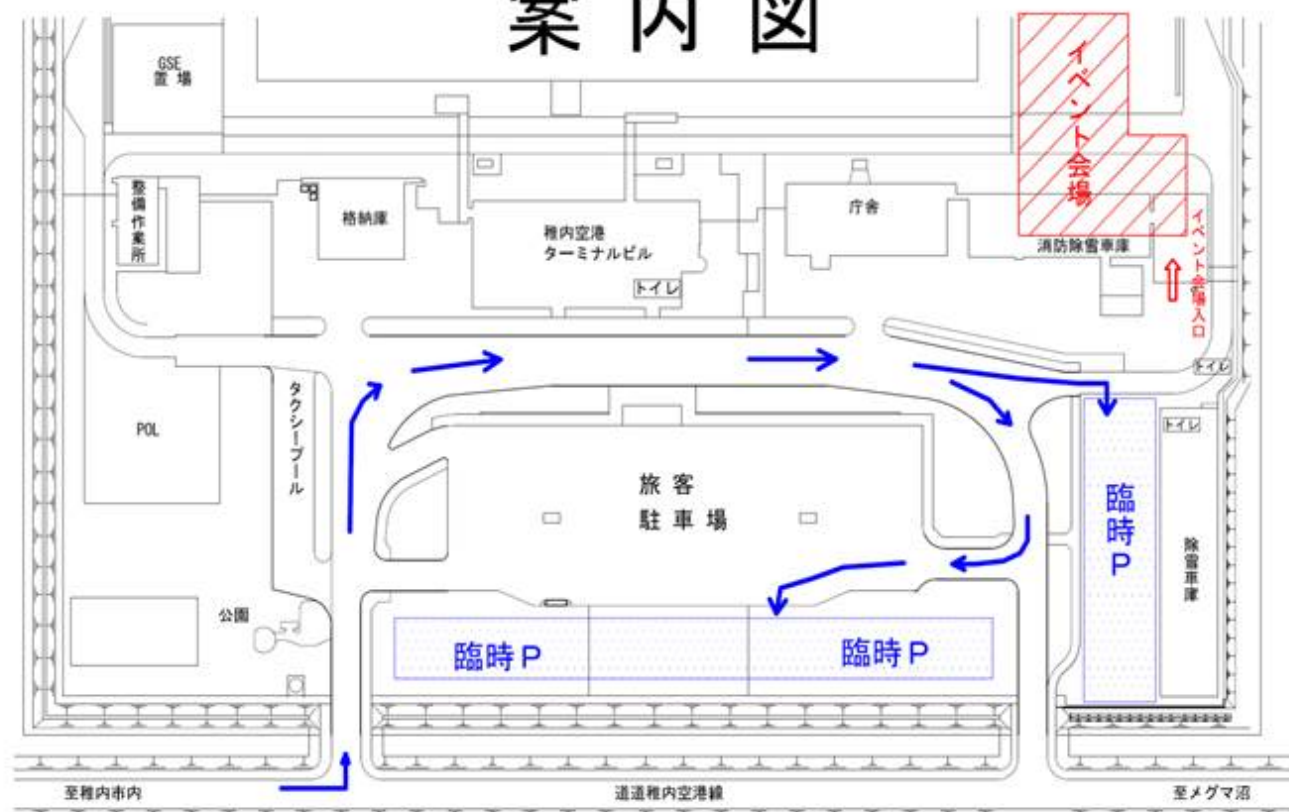 案内図
GSE
置場
イベント会場
整備作業所
格納庫
稚内空港
ターミナルビル
トイレ
庁舎
消防除雪車庫
イベント会場入口
トイレ
タクシープール
POL
旅客
駐車場
トイレ
臨時P
除雪車庫
公園
臨時P
臨時P
至稚内市内
道道稚内空港線
至メグマ沼